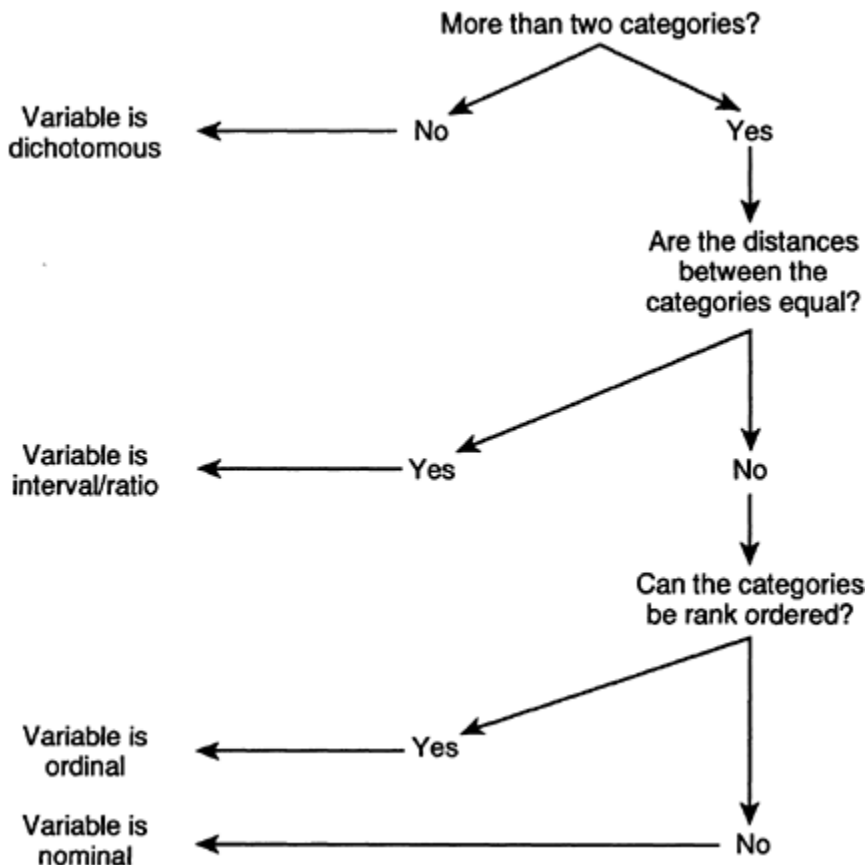 More than two categories?
Variable is
dichotomous
No
Yes
Are the distances
between the
categories equal?
Variable is
interval/ratio
Yes
No
Can the categories
be rank ordered?
Variable is
ordinal
Yes
Variable is
nominal
No